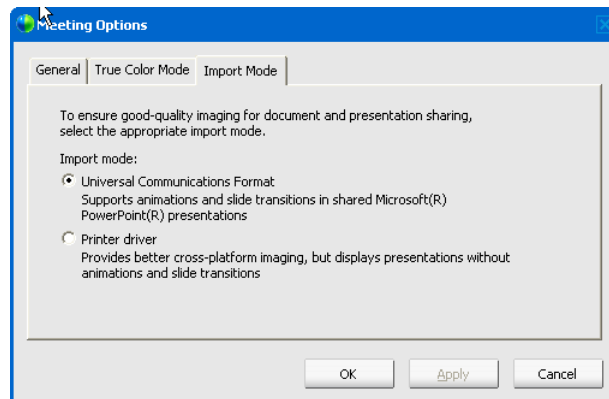 Meeting Options
General True Color Mode Import Mode
To ensure good-quality imaging for document and presentation sharing,
select the appropriate import mode.
Import mode:
Universal Communications Format
Supports animations and slide transitions in shared Microsoft(R)
PowerPoint(R) presentations
Printer driver
Provides better cross-platform imaging, but displays presentations without
animations and slide transitions
OK Apply Cancel